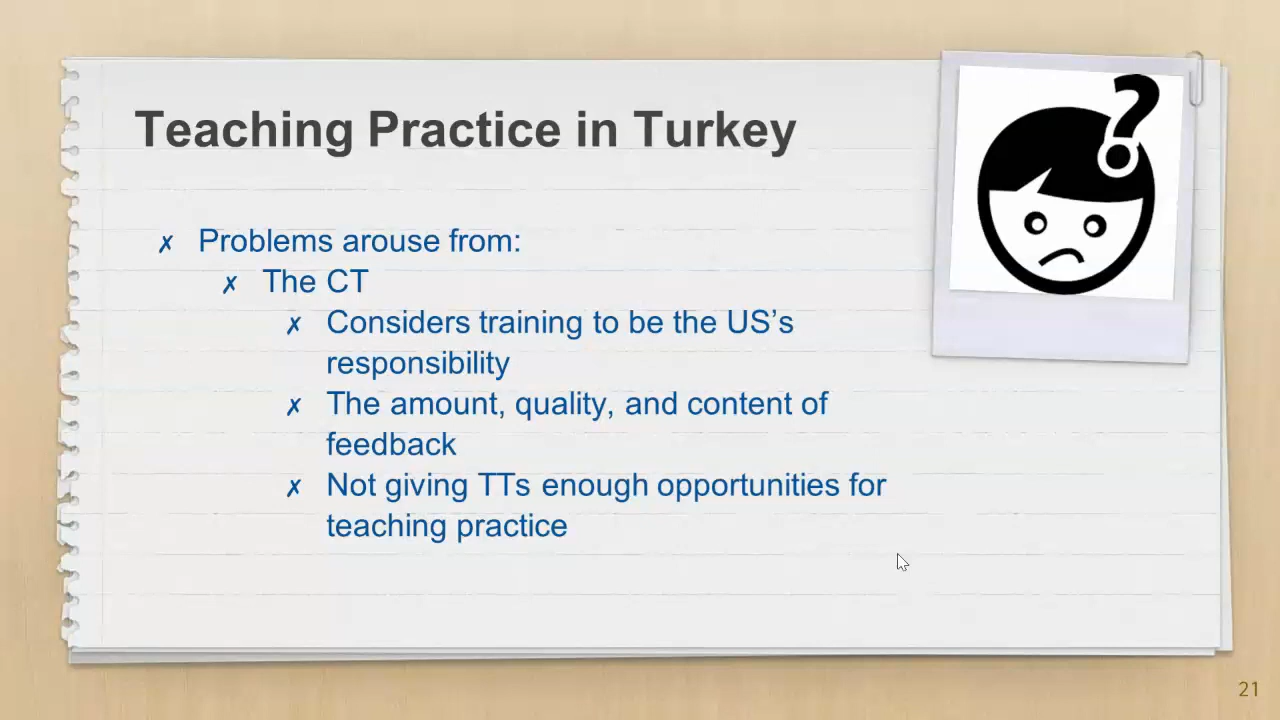 Teaching Practice in Turkey
✗ Problems arouse from:
✗ The CT
✗ Considers training to be the US’s
responsibility
✗ The amount, quality, and content of
feedback
✗ Not giving TTs enough opportunities for
teaching practice
?
21